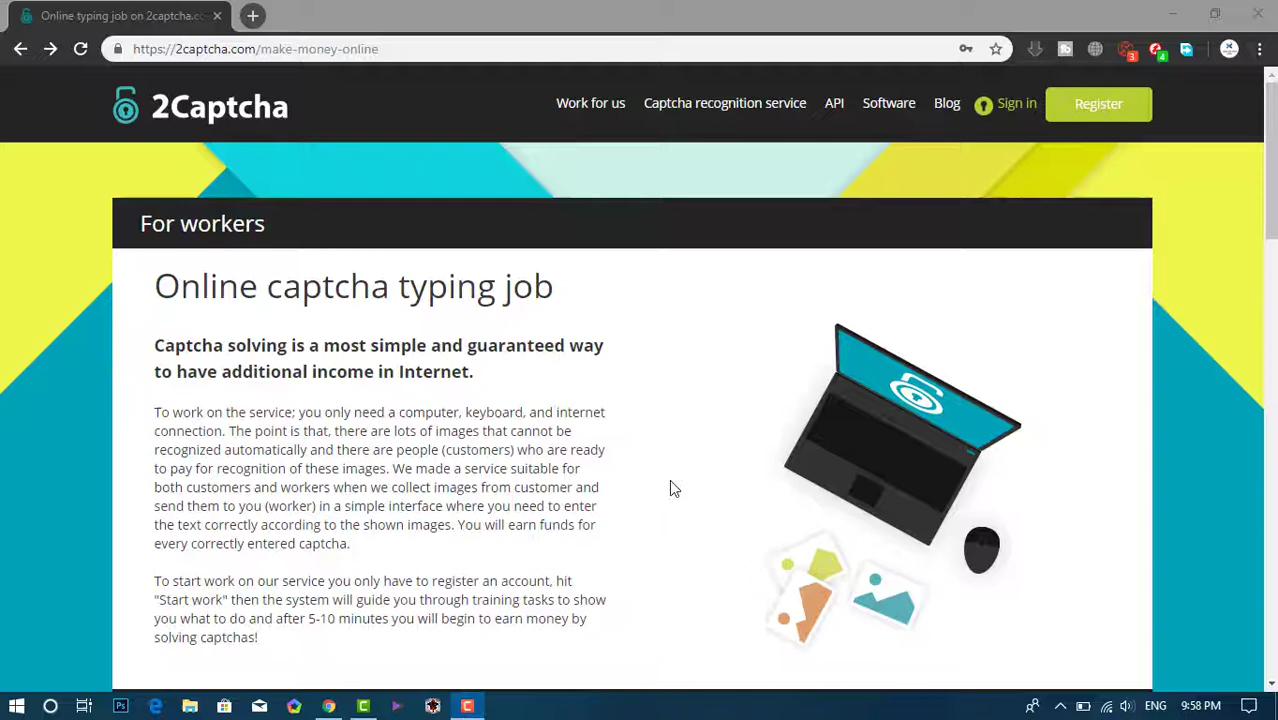 Online typing job on 2captcha.cc
https://2captcha.com/make-money-online
3
4
2Captcha
Work for us
Captcha recognition service
API
Software
Blog
Sign in
Register
For workers
Online captcha typing job
Captcha solving is a most simple and guaranteed way
to have additional income in Internet.
To work on the service; you only need a computer, keyboard, and internet
connection. The point is that, there are lots of images that cannot be
recognized automatically and there are people (customers) who are ready
to pay for recognition of these images. We made a service suitable for
both customers and workers when we collect images from customer and
send them to you (worker) in a simple interface where you need to enter
the text correctly according to the shown images. You will earn funds for
every correctly entered captcha.
To start work on our service you only have to register an account, hit
"Start work" then the system will guide you through training tasks to show
you what to do and after 5-10 minutes you will begin to earn money by
solving captchas!
Ps
C
C
ENG
9:58 PM